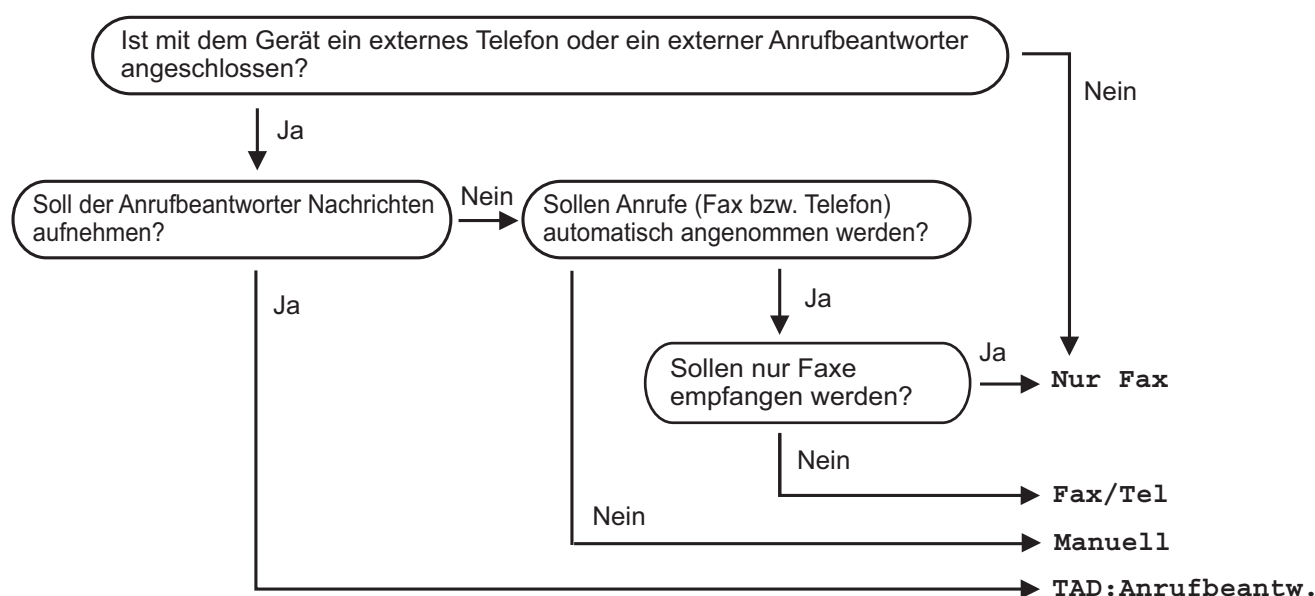 Ist mit dem Gerät ein externes Telefon oder ein externer Anrufbeantworter
angeschlossen?
Nein
Ja
Soll der Anrufbeantworter Nachrichten
aufnehmen?
Nein
Sollen Anrufe (Fax bzw. Telefon)
automatisch angenommen werden?
Ja
Ja
Sollen nur Faxe
empfangen werden?
Ja
Nur Fax
Nein
Fax/Tel
Nein
Manuell
TAD:Anrufbeantw.